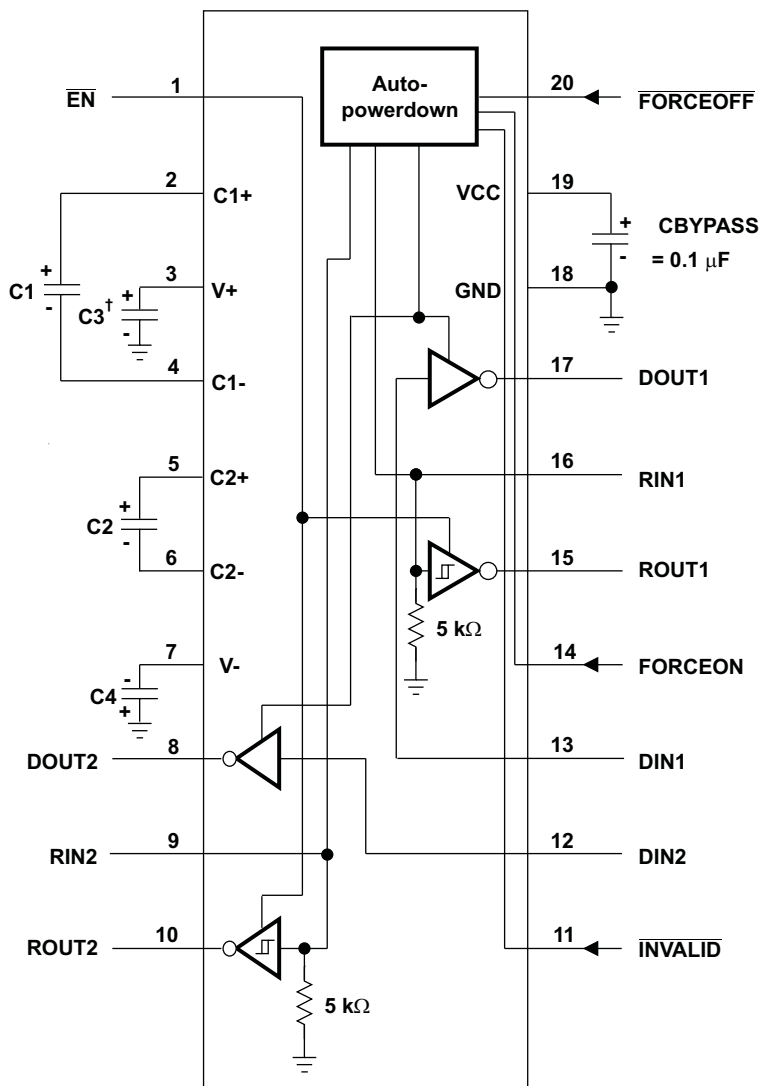 Auto-
powerdown
1
EN
20
FORCEOFF
2
C1+
VCC
19
+
C1
-
+
CBYPASS
= 0.1 μF
-
3
V+
+
C3†
-
18
GND
4
C1-
17
DOUT1
5
C2+
16
RIN1
+
C2
-
6
C2-
15
ROUT1
5 kΩ
7
V-
-
C4
+
14
FORCEON
DOUT2
8
13
DIN1
RIN2
9
12
DIN2
ROUT2
10
11
INVALID
5 kΩ